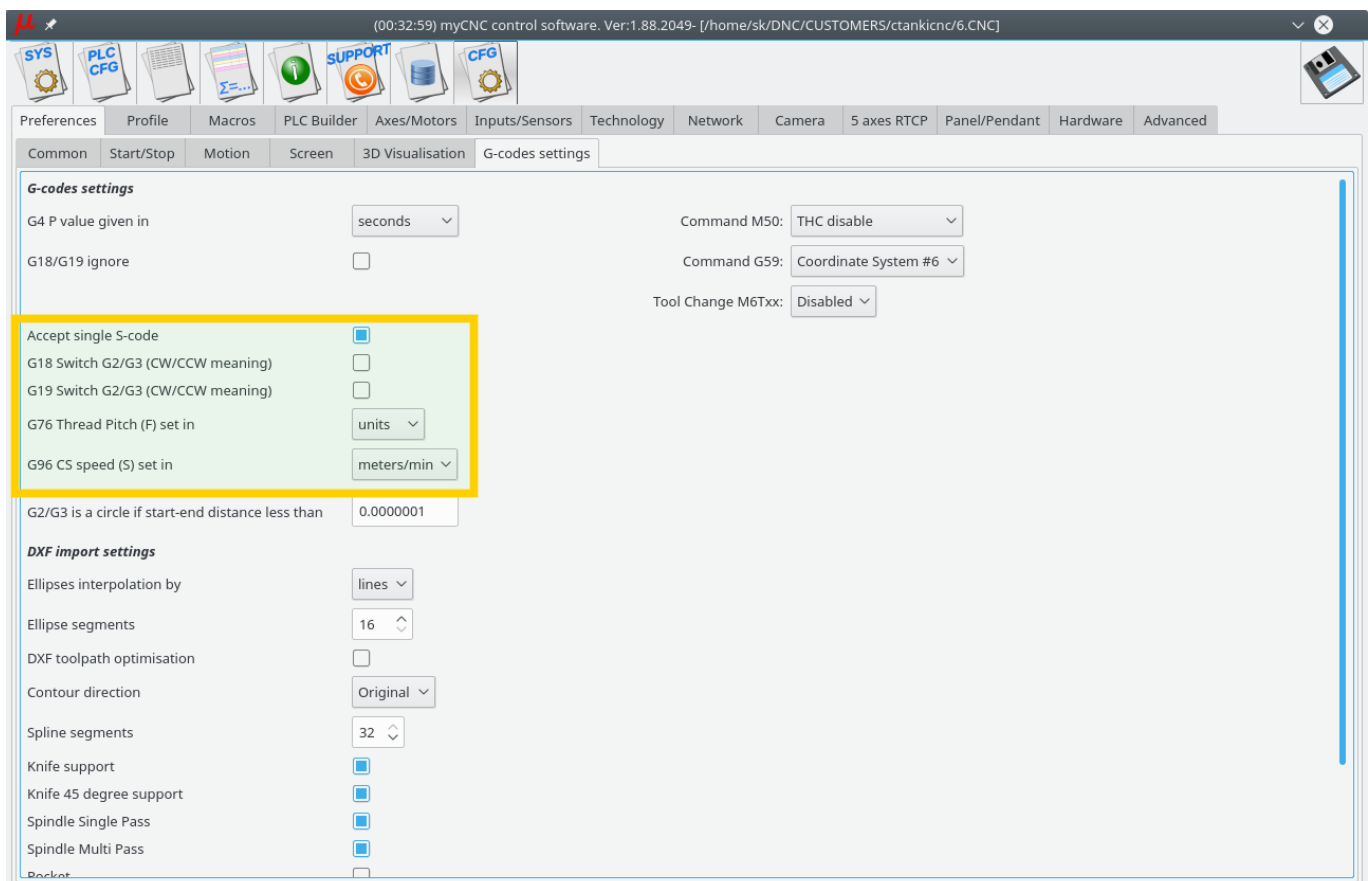 μ (00:32:59) myCNC control software. Ver:1.88.2049- [/home/sk/DNC/CUSTOMERS/ctankicnc/6.CNC]
SYS PLC CFG Σ=... i SUPPORT CFG
Preferences Profile Macros PLC Builder Axes/Motors Inputs/Sensors Technology Network Camera 5 axes RTCP Panel/Pendant Hardware Advanced
Common Start/Stop Motion Screen 3D Visualisation G-codes settings
G-codes settings
G4 P value given in seconds Command M50: THC disable
G18/G19 ignore Command G59: Coordinate System #6
Tool Change M6Txx: Disabled
Accept single S-code
G18 Switch G2/G3 (CW/CCW meaning)
G19 Switch G2/G3 (CW/CCW meaning)
G76 Thread Pitch (F) set in units
G96 CS speed (S) set in meters/min
G2/G3 is a circle if start-end distance less than 0.0000001
DXF import settings
Ellipses interpolation by lines
Ellipse segments 16
DXF toolpath optimisation
Contour direction Original
Spline segments 32
Knife support
Knife 45 degree support
Spindle Single Pass
Spindle Multi Pass
Pocket